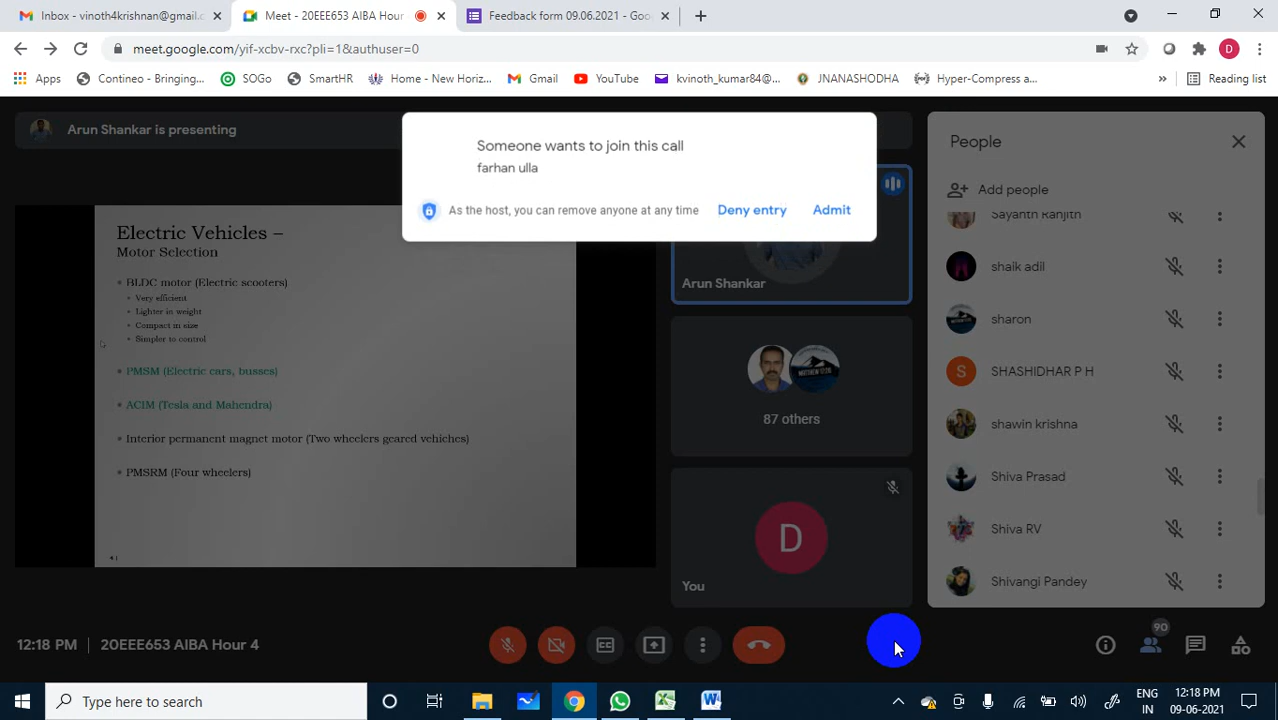 Inbox - vinoth4krishnan@gmail.c
Meet - 20EEE653 AIBA Hour
Feedback form 09.06.2021 - Goo
meet.google.com/yif-xcbv-rxc?pli=1&authuser=0
D
Apps
Contineo - Bringing...
SOGo
SmartHR
Home - New Horiz...
Gmail
YouTube
kvinoth_kumar84@...
JNANASHODHA
Hyper-Compress a...
»
Reading list
Arun Shankar is presenting
Someone wants to join this call
farhan ulla
As the host, you can remove anyone at any time
Deny entry
Admit
Electric Vehicles –
Motor Selection
• BLDC motor (Electric scooters)
• Very efficient
• Lighter in weight
• Compact in size
• Simpler to control
• PMSM (Electric cars, busses)
• ACIM (Tesla and Mahendra)
• Interior permanent magnet motor (Two wheelers geared vehicles)
• PMSRM (Four wheelers)
Arun Shankar
MATTHEW 17:20
87 others
D
You
People
Add people
Sayanth Ranjith
shaik adil
sharon
S
SHASHIDHAR P H
shawin krishna
Shiva Prasad
Shiva RV
Shivangi Pandey
12:18 PM | 20EEE653 AIBA Hour 4
CC
90
Type here to search
ENG
IN
12:18 PM
09-06-2021